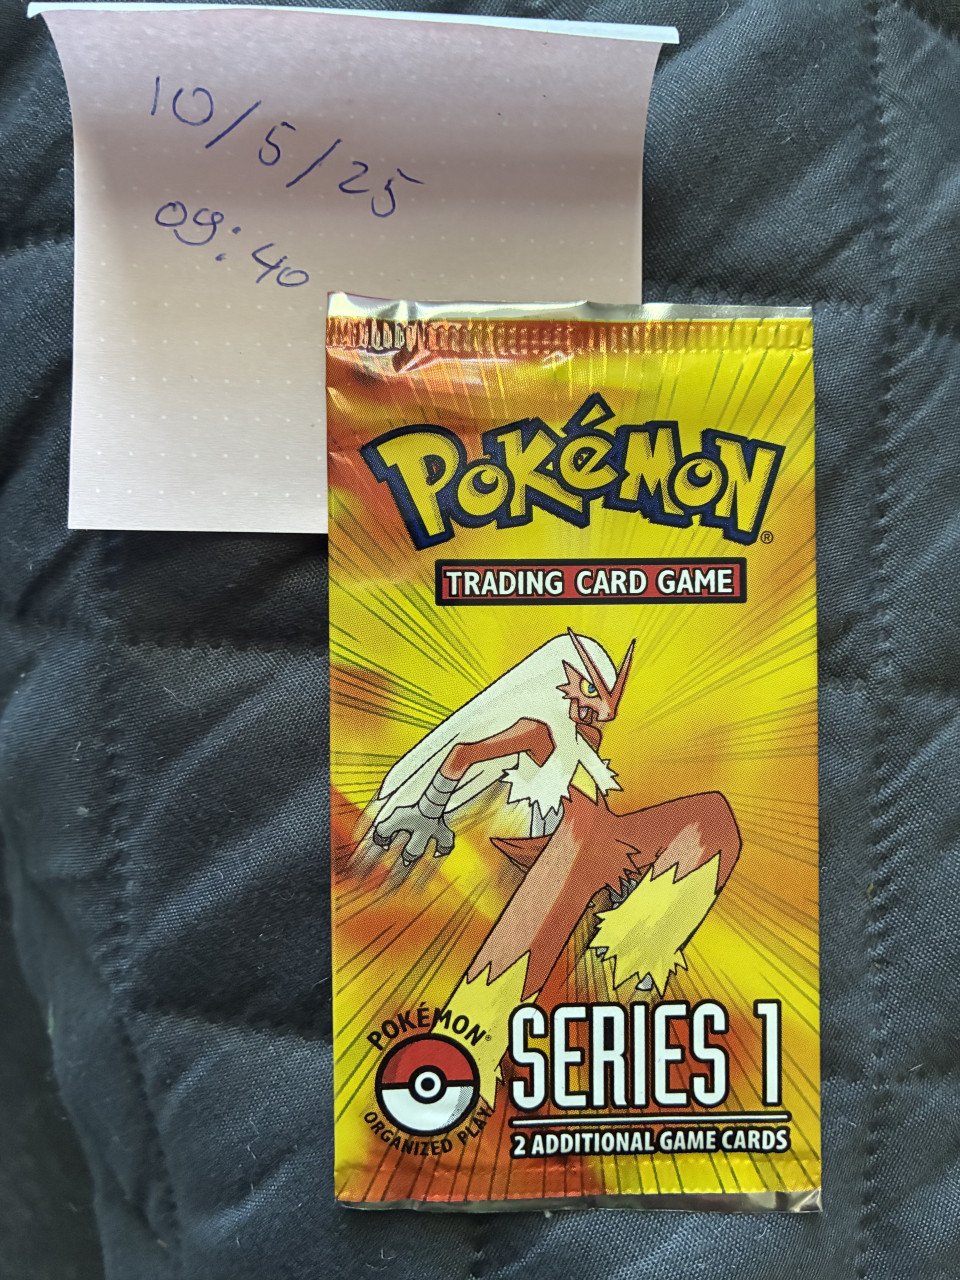 10/5/25
09:40
POKéMON®
TRADING CARD GAME
POKÉMON®
ORGANIZED PLAY
SERIES 1
2 ADDITIONAL GAME CARDS